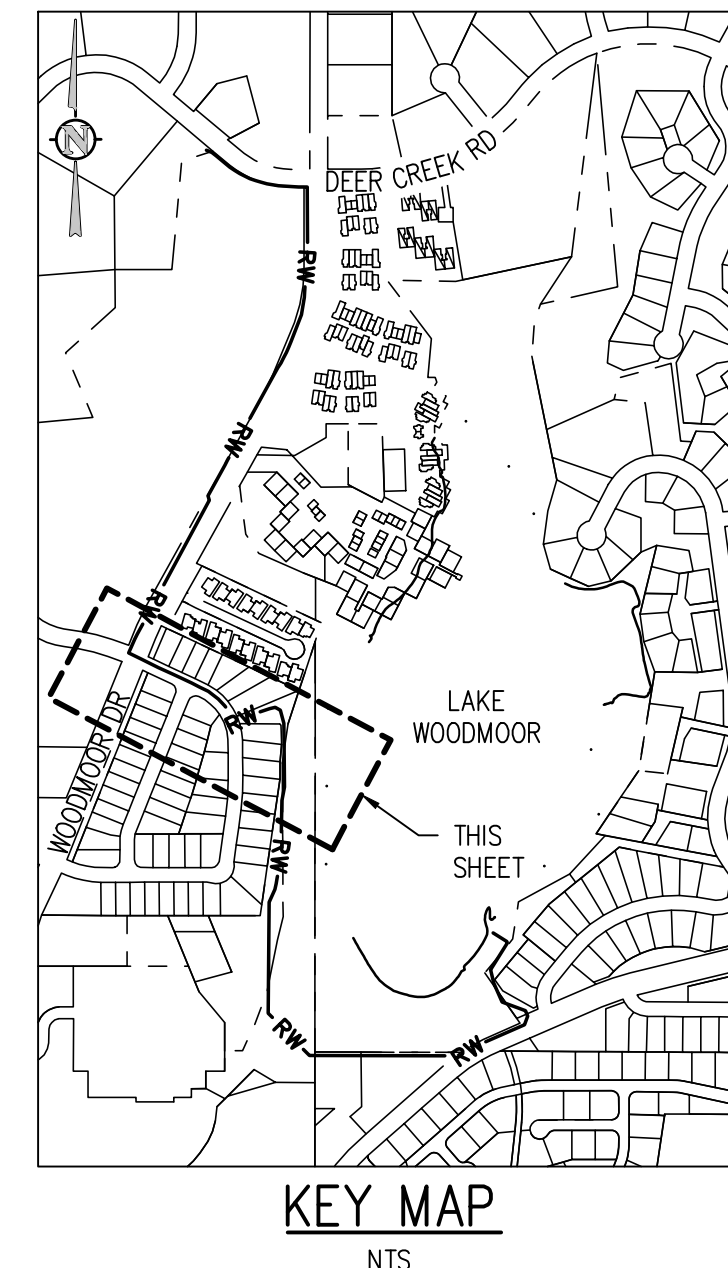 N
DEER CREEK RD
RW
RW
RW
LAKE
WOODMOOR
WOODMOOR DR
RW
THIS
SHEET
RW
RW
RW
KEY MAP
NTS